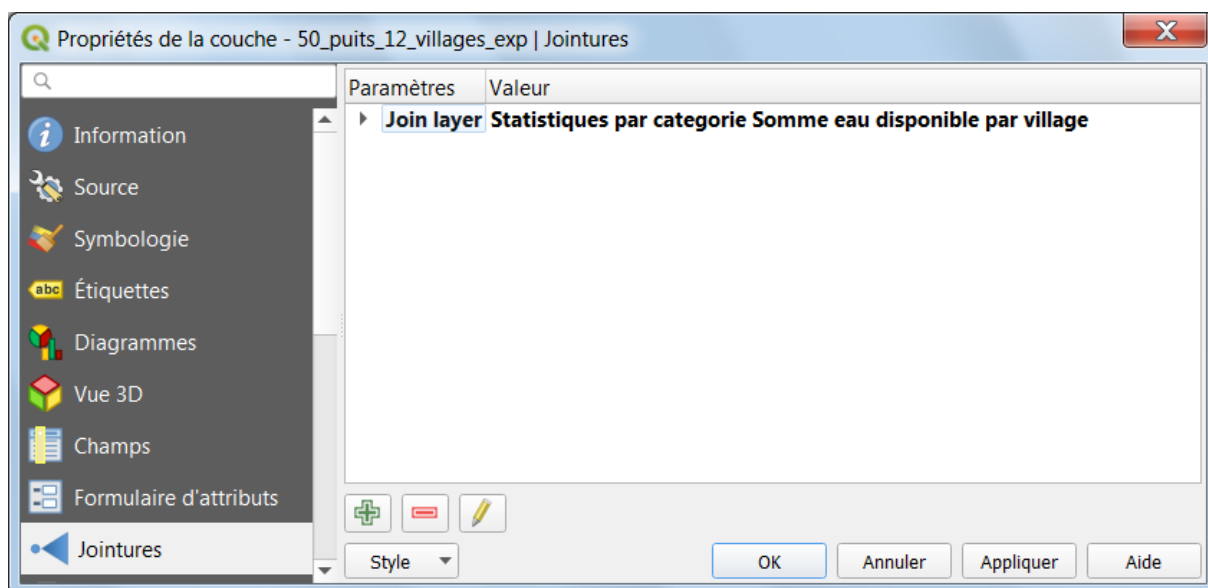 Propriétés de la couche - 50_puits_12_villages_exp | Jointures
Paramètres Valeur
Join layer Statistiques par categorie Somme eau disponible par village
Information
Source
Symbologie
abc Étiquettes
Diagrammes
Vue 3D
Champs
Formulaire d'attributs
Jointures
Style
OK
Annuler
Appliquer
Aide